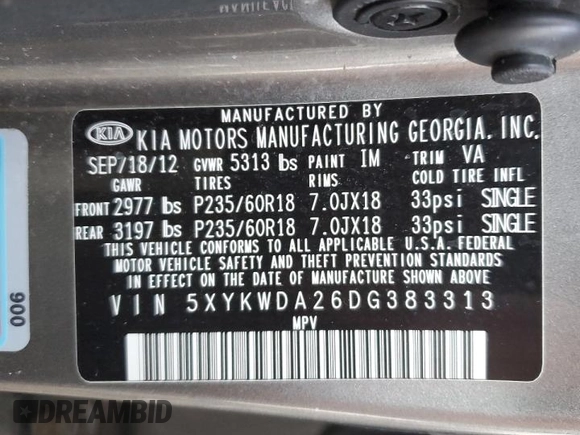 MANUFACTURED BY
KIA KIA MOTORS MANUFACTURING GEORGIA. INC.
SEP/18/12 GVWR 5313 lbs PAINT IM TRIM VA
GAWR TIRES RIMS COLD TIRE INFL
FRONT 2977 lbs P235/60R18 7.0JX18 33psi SINGLE
REAR 3197 lbs P235/60R18 7.0JX18 33psi SINGLE
THIS VEHICLE CONFORMS TO ALL APPLICABLE U.S.A. FEDERAL
MOTOR VEHICLE SAFETY AND THEFT PREVENTION STANDARDS
IN EFFECT ON THE DATE OF MANUFACTURE SHOWN ABOVE.
VIN 5XYKWDA26DG383313
MPV
006
DREAMBID